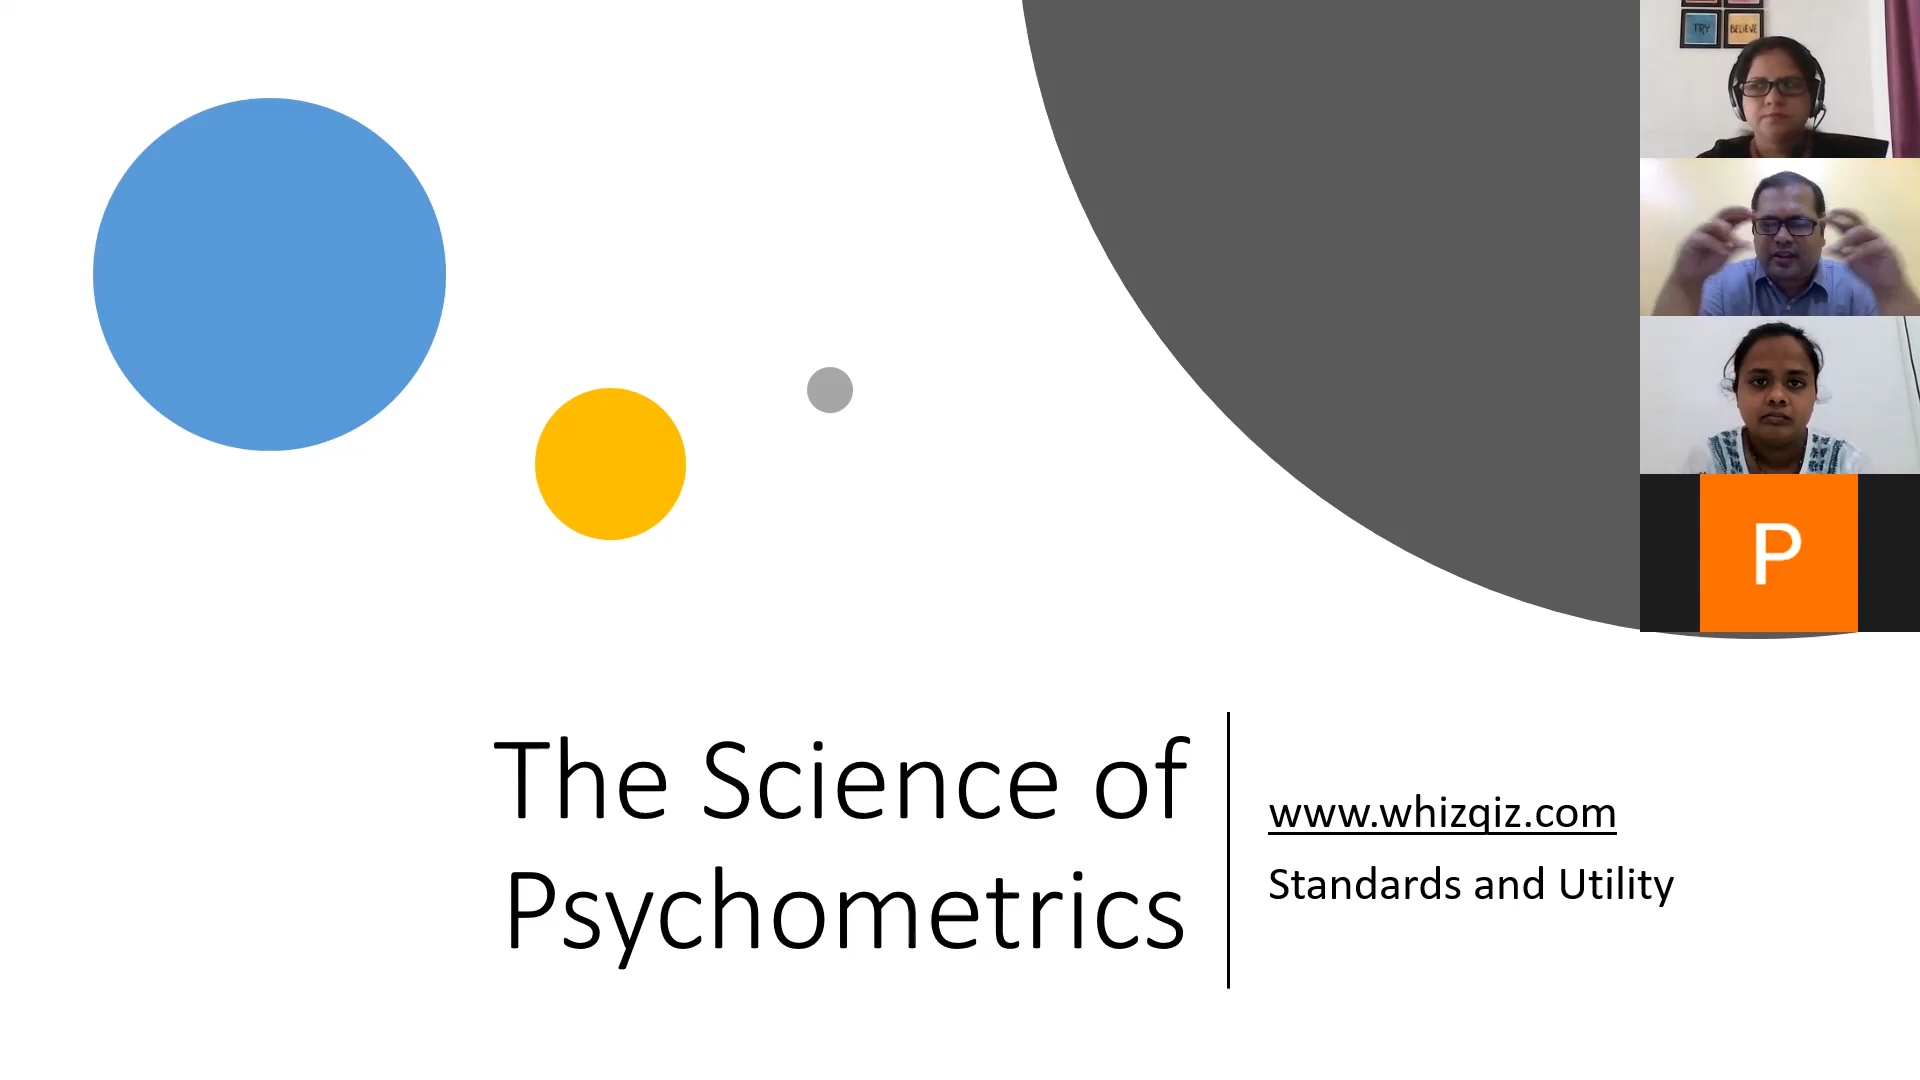 TRY
BELIEVE
P
The Science of
Psychometrics
www.whizqiz.com
Standards and Utility